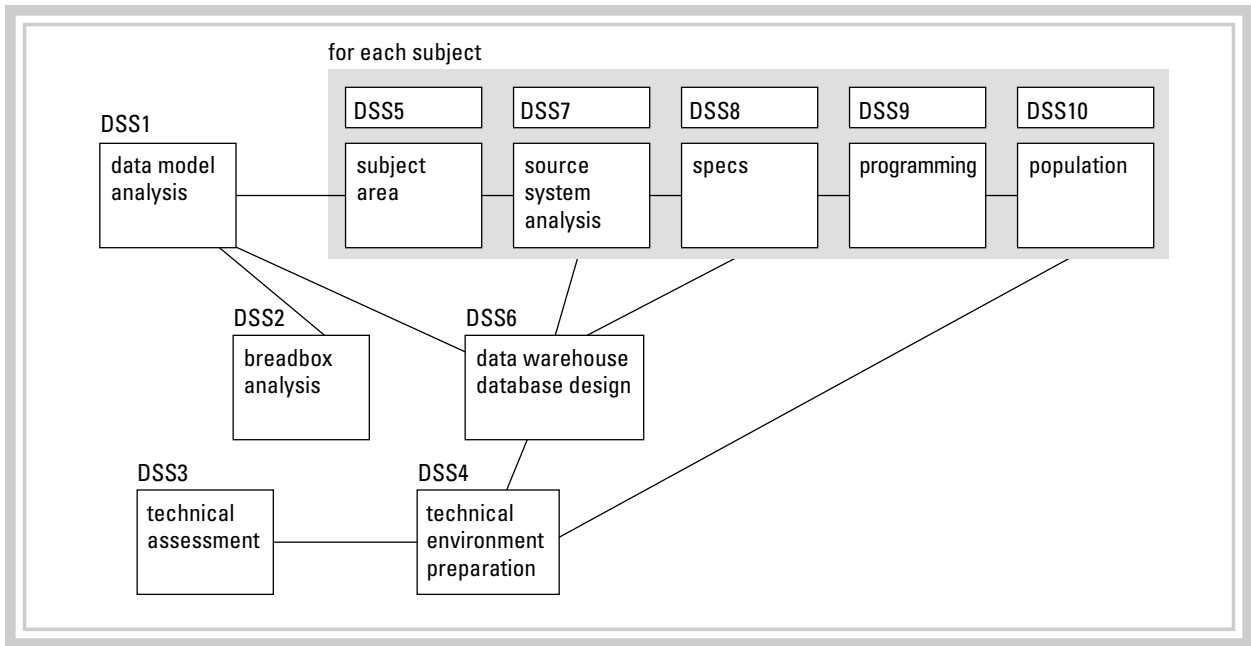 for each subject
DSS5
DSS7
DSS8
DSS9
DSS10
DSS1
data model
analysis
subject
area
source
system
analysis
specs
programming
population
DSS2
breadbox
analysis
DSS6
data warehouse
database design
DSS3
technical
assessment
DSS4
technical
environment
preparation